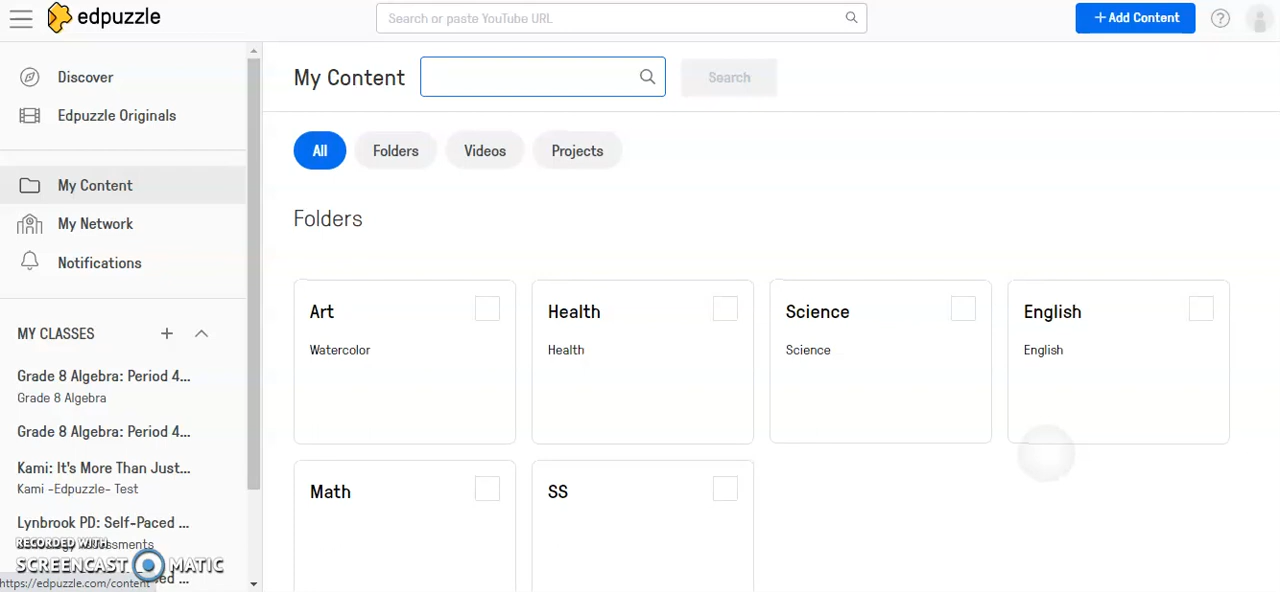 edpuzzle
Search or paste YouTube URL
+ Add Content
?
Discover
Edpuzzle Originals
My Content
My Network
Notifications
MY CLASSES
Grade 8 Algebra: Period 4...
Grade 8 Algebra
Grade 8 Algebra: Period 4...
Kami: It's More Than Just...
Kami -Edpuzzle- Test
Lynbrook PD: Self-Paced ...
RECORDED WITH
SCREENCAST MATIC
https://edpuzzle.com/content
My Content
Search
All
Folders
Videos
Projects
Folders
Art
Watercolor
Health
Health
Science
Science
English
English
Math
SS